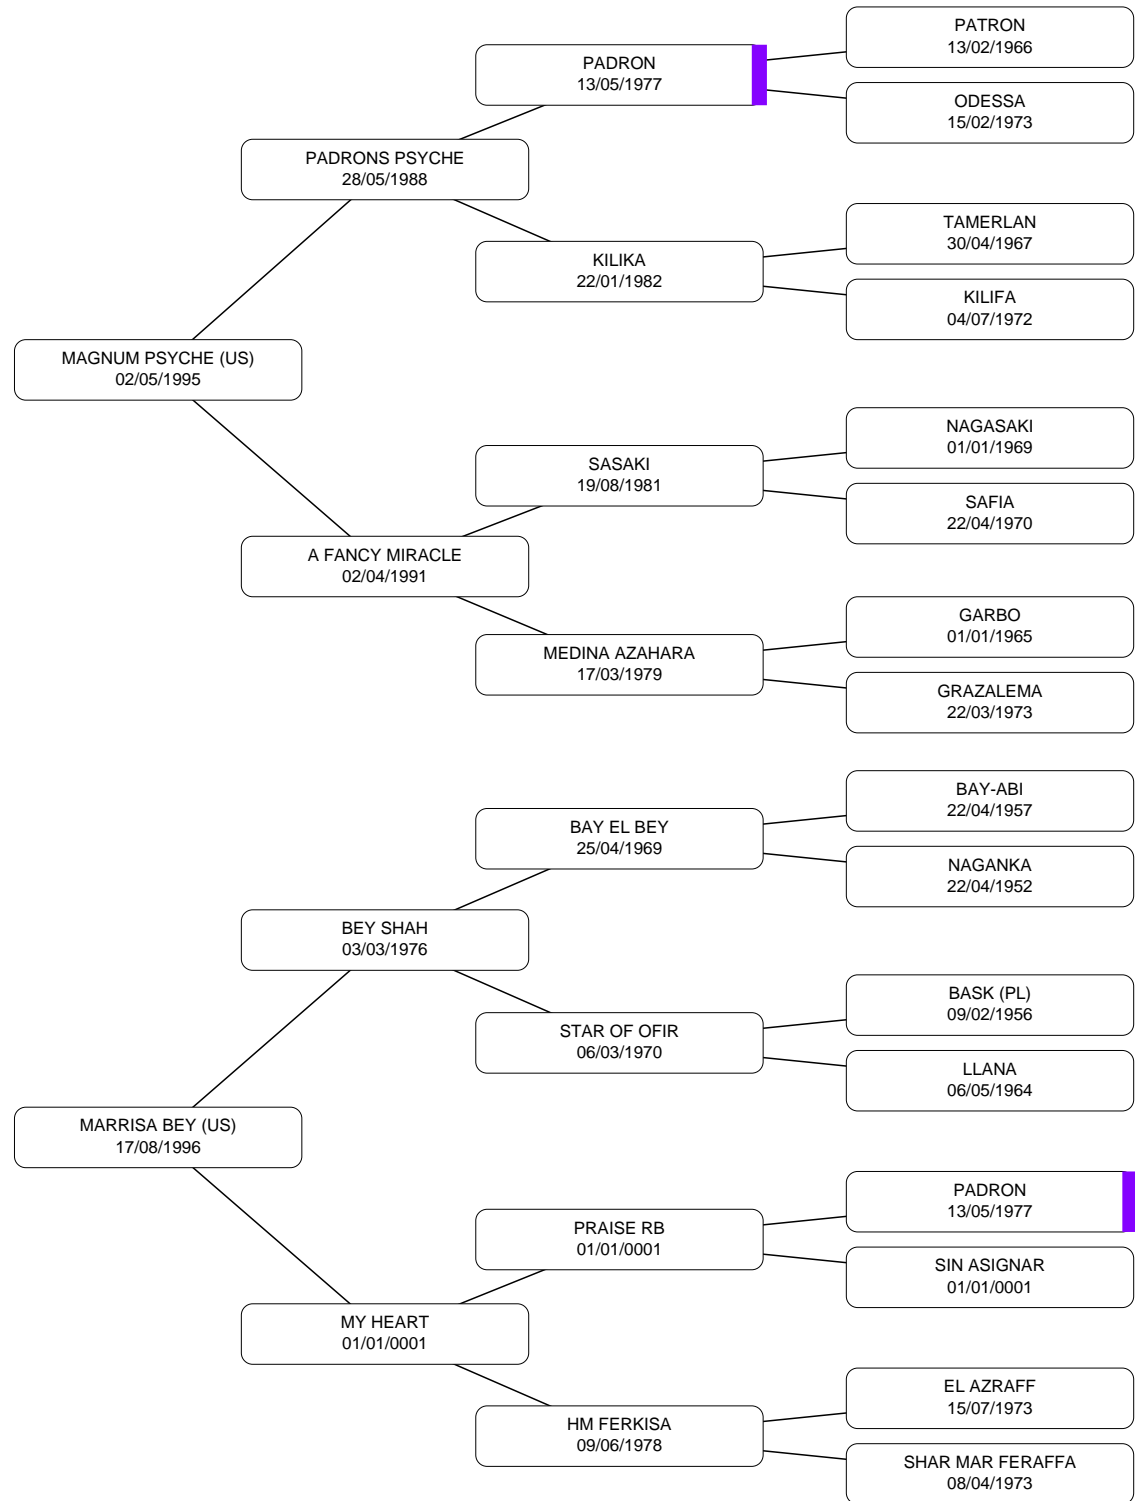 PATRON
13/02/1966
PADRON
13/05/1977
ODESSA
15/02/1973
PADRONS PSYCHE
28/05/1988
TAMERLAN
30/04/1967
KILIKA
22/01/1982
KILIFA
04/07/1972
MAGNUM PSYCHE (US)
02/05/1995
NAGASAKI
01/01/1969
SASAKI
19/08/1981
SAFIA
22/04/1970
A FANCY MIRACLE
02/04/1991
GARBO
01/01/1965
MEDINA AZAHARA
17/03/1979
GRAZALEMA
22/03/1973
BAY-ABI
22/04/1957
BAY EL BEY
25/04/1969
NAGANKA
22/04/1952
BEY SHAH
03/03/1976
BASK (PL)
09/02/1956
STAR OF OFIR
06/03/1970
LLANA
06/05/1964
MARRISA BEY (US)
17/08/1996
PADRON
13/05/1977
PRAISE RB
01/01/0001
SIN ASIGNAR
01/01/0001
MY HEART
01/01/0001
EL AZRAFF
15/07/1973
HM FERKISA
09/06/1978
SHAR MAR FERAFFA
08/04/1973